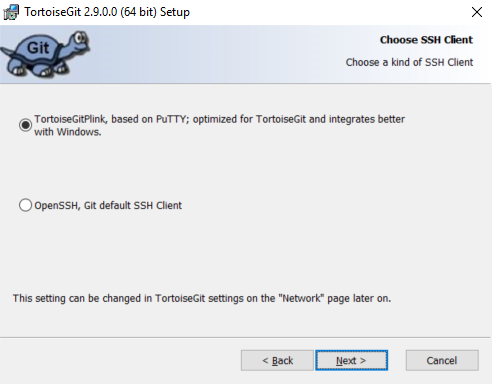 TortoiseGit 2.9.0.0 (64 bit) Setup
Git
Choose SSH Client
Choose a kind of SSH Client
TortoiseGitPlink, based on PuTTY; optimized for TortoiseGit and integrates better
with Windows.
OpenSSH, Git default SSH Client
This setting can be changed in TortoiseGit settings on the "Network" page later on.
< Back
Next >
Cancel